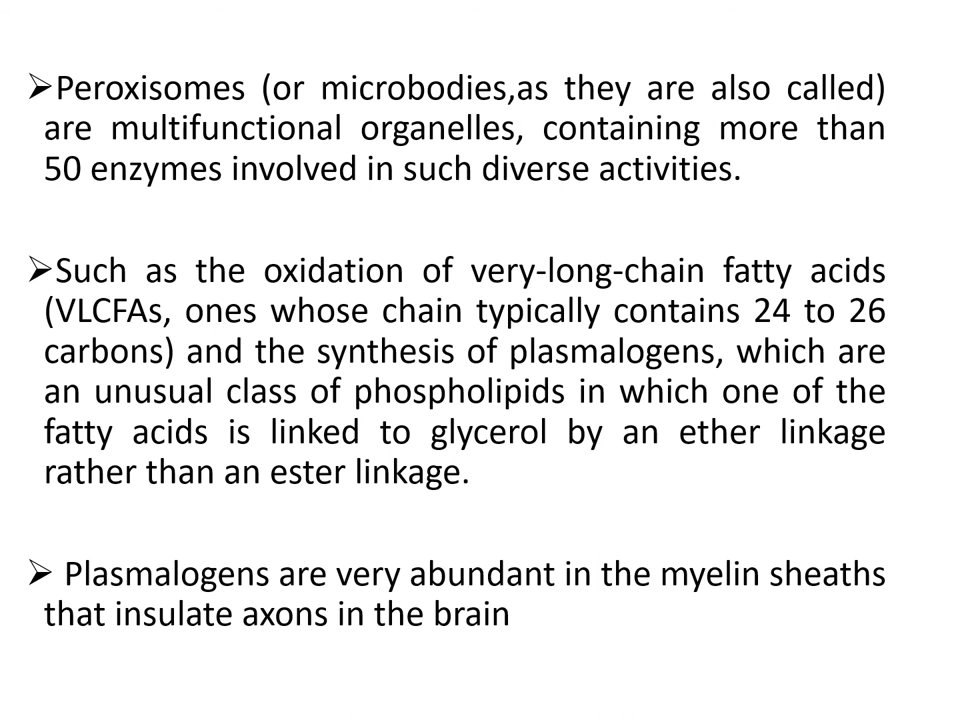 ➢Peroxisomes (or microbodies,as they are also called)
are multifunctional organelles, containing more than
50 enzymes involved in such diverse activities.
➢Such as the oxidation of very-long-chain fatty acids
(VLCFAs, ones whose chain typically contains 24 to 26
carbons) and the synthesis of plasmalogens, which are
an unusual class of phospholipids in which one of the
fatty acids is linked to glycerol by an ether linkage
rather than an ester linkage.
➢ Plasmalogens are very abundant in the myelin sheaths
that insulate axons in the brain